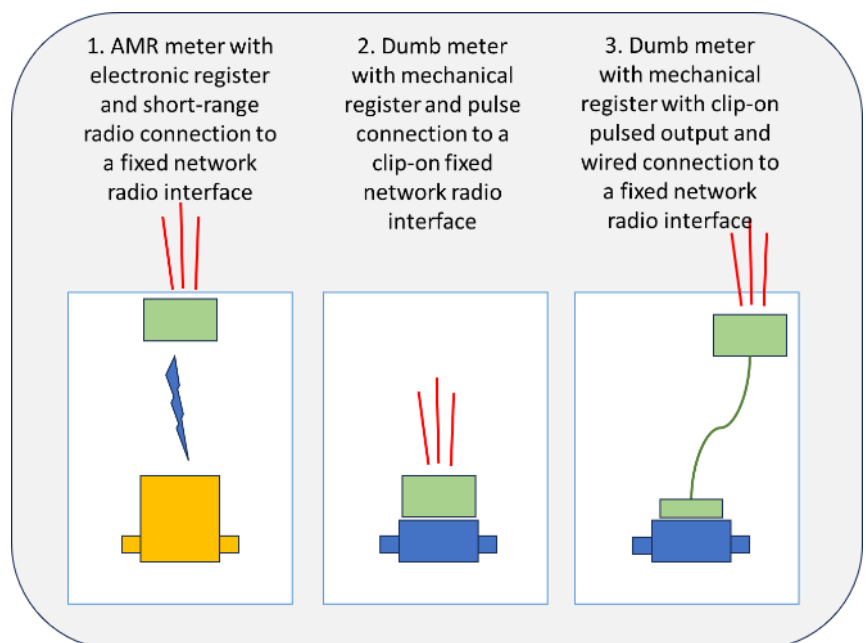 1. AMR meter with
electronic register
and short-range
radio connection to
a fixed network
radio interface
2. Dumb meter
with mechanical
register and pulse
connection to a
clip-on fixed
network radio
interface
3. Dumb meter
with mechanical
register with clip-on
pulsed output and
wired connection to
a fixed network
radio interface